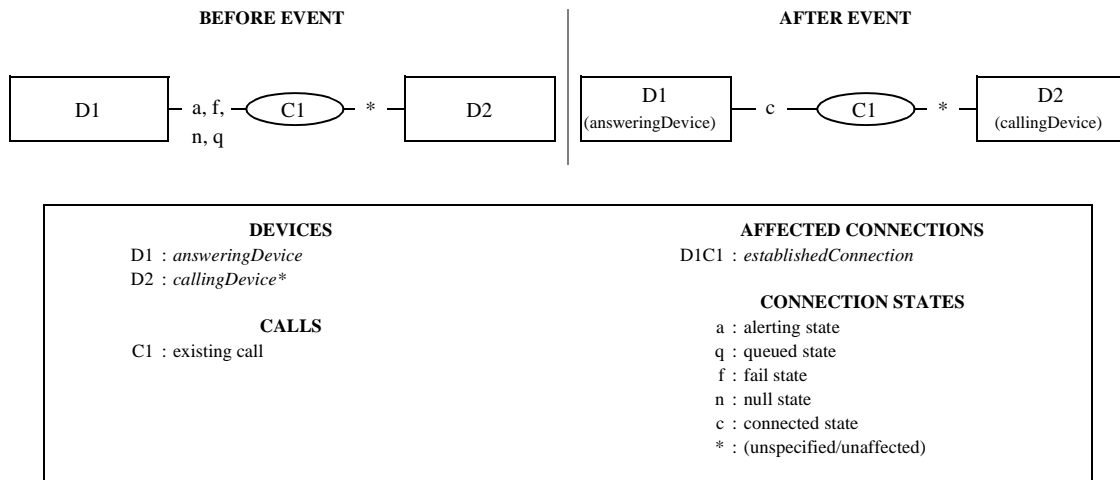 BEFORE EVENT
AFTER EVENT
D1
a, f,
n, q
C1
*
D2
D1
(answeringDevice)
c
C1
*
D2
(callingDevice)
DEVICES
D1 : answeringDevice
D2 : callingDevice*
CALLS
C1 : existing call
AFFECTED CONNECTIONS
D1C1 : establishedConnection
CONNECTION STATES
a : alerting state
q : queued state
f : fail state
n : null state
c : connected state
* : (unspecified/unaffected)